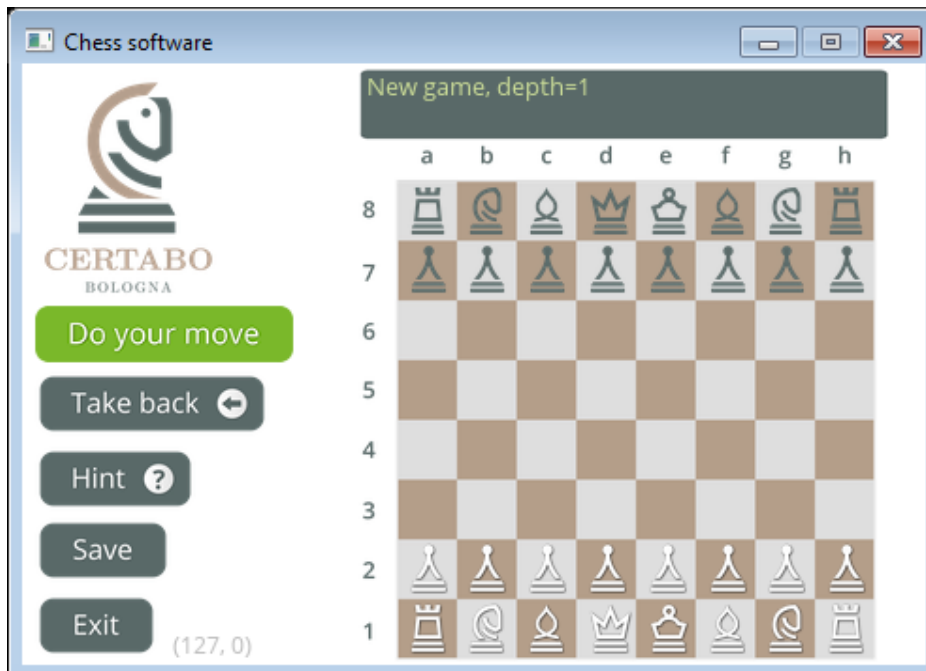 Chess software
New game, depth=1
CERTABO
BOLOGNA
Do your move
Take back
Hint ?
Save
Exit
(127, 0)
a b c d e f g h
8
7
6
5
4
3
2
1